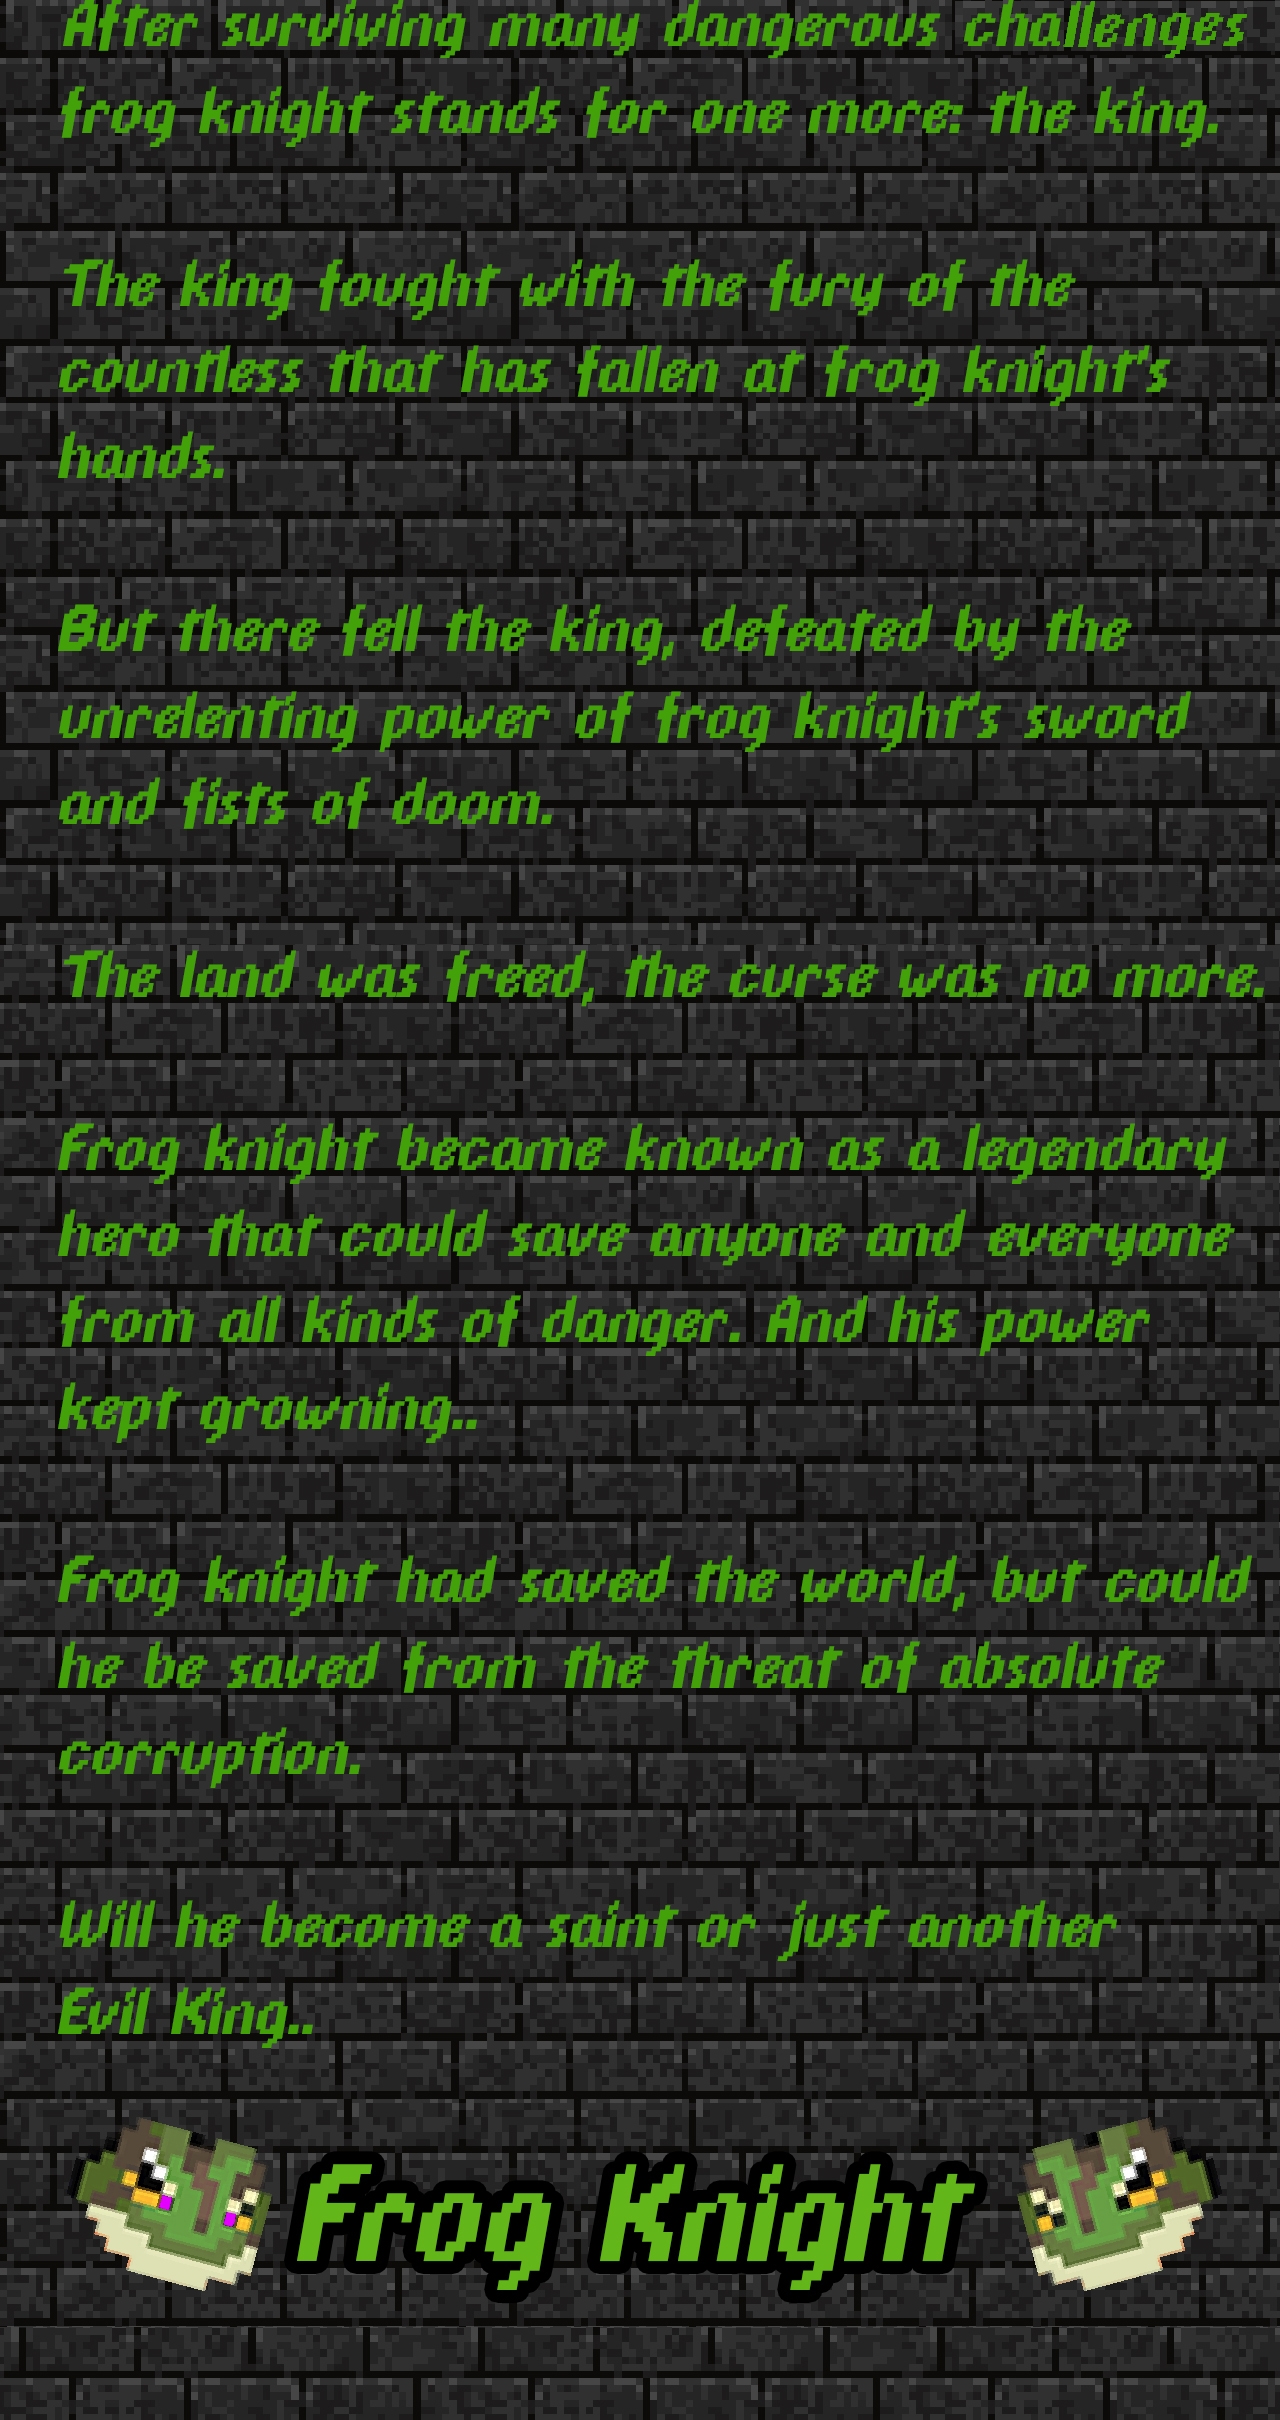 After surviving many dangerous challenges
frog knight stands for one more: the king.
The king fought with the fury of the
countless that has fallen at frog knight's
hands.
But there fell the king, defeated by the
unrelenting power of frog knight's sword
and fists of doom.
The land was freed, the curse was no more.
Frog knight became known as a legendary
hero that could save anyone and everyone
from all kinds of danger. And his power
kept growning..
Frog knight had saved the world, but could
he be saved from the threat of absolute
corruption.
Will he become a saint or just another
Evil King..
Frog Knight